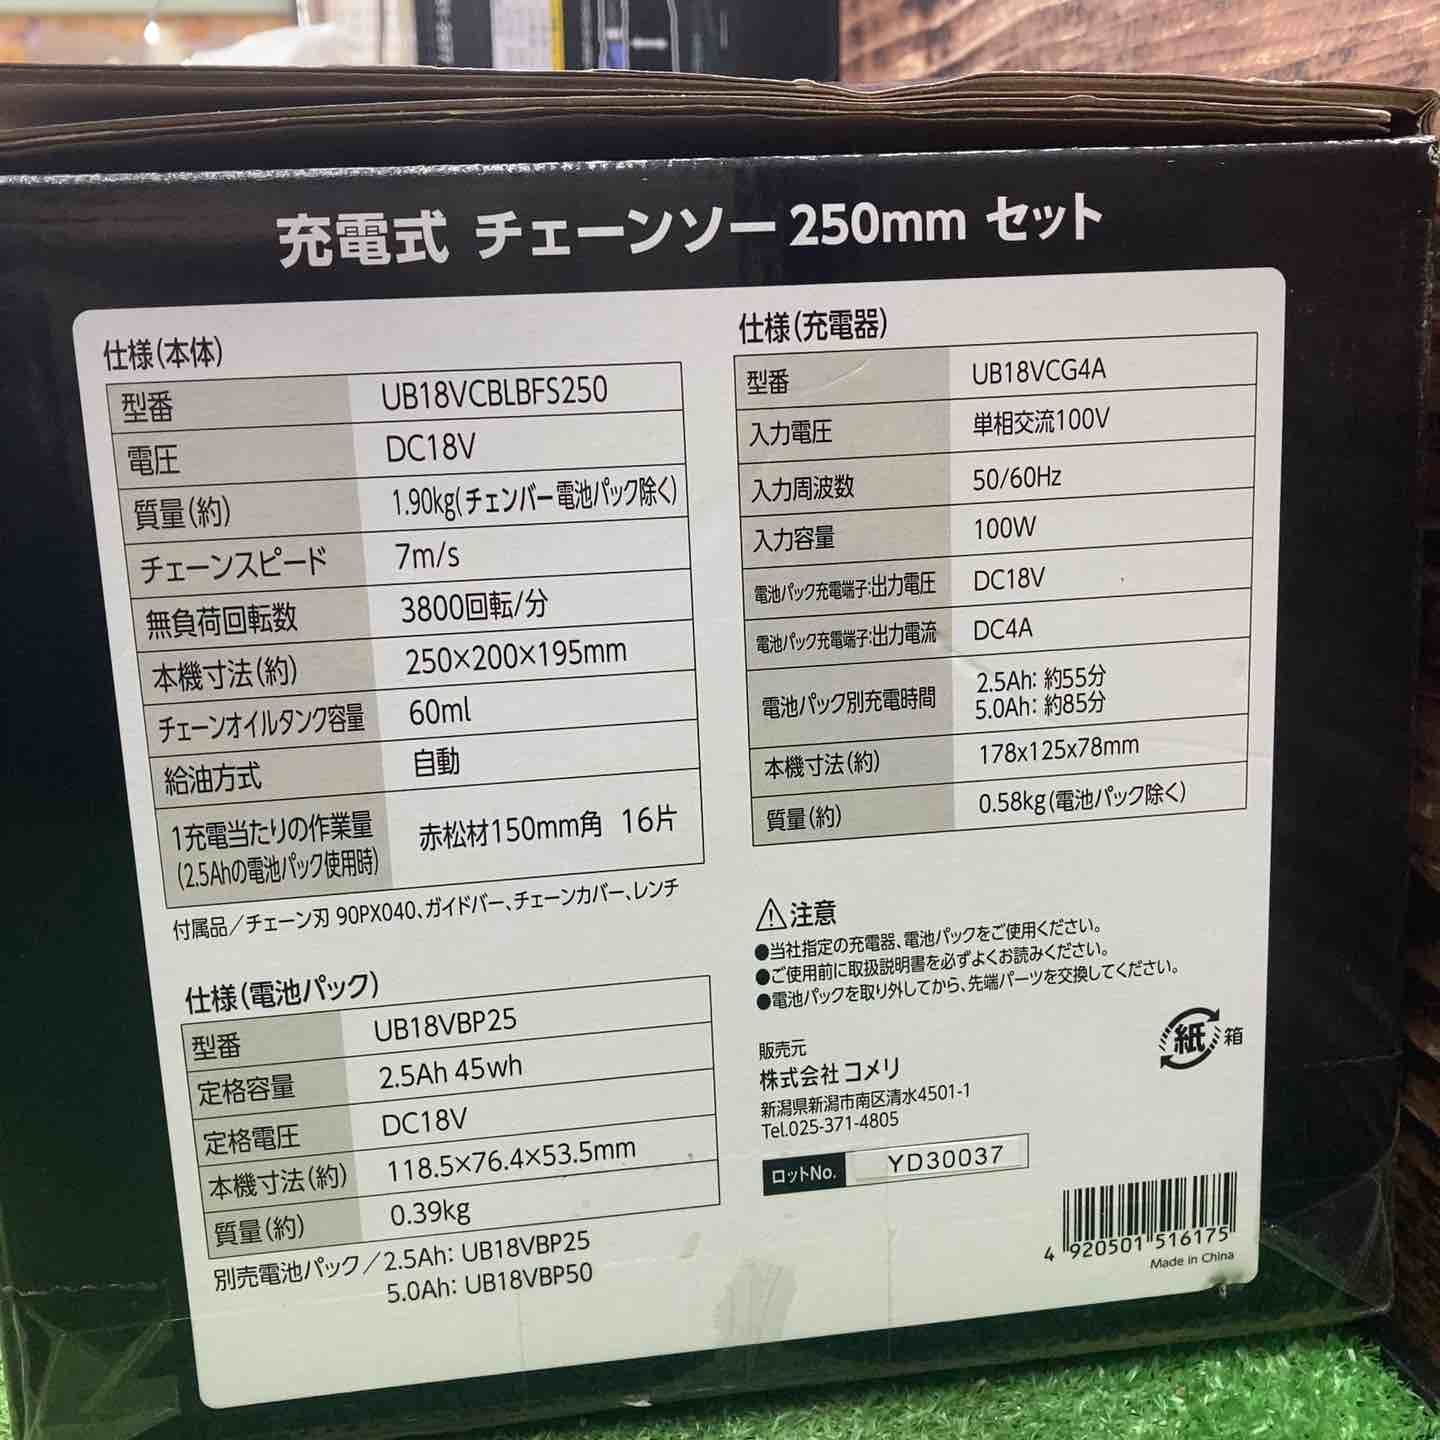 充電式 チェーンソー 250mm セット
仕様(本体)
型番 UB18VCBLBFS250
電圧 DC18V
質量(約) 1.90kg(チェンバー電池パック除く)
チェーンスピード 7m/s
無負荷回転数 3800回転/分
本機寸法(約) 250×200×195mm
チェーンオイルタンク容量 60ml
給油方式 自動
1充電当たりの作業量
(2.5Ahの電池パック使用時) 赤松材150mm角 16片
付属品/チェーン刃 90PX040、ガイドバー、チェーンカバー、レンチ
仕様(電池パック)
型番 UB18VBP25
定格容量 2.5Ah 45wh
定格電圧 DC18V
本機寸法(約) 118.5×76.4×53.5mm
質量(約) 0.39kg
別売電池パック/2.5Ah: UB18VBP25
5.0Ah: UB18VBP50
仕様(充電器)
型番 UB18VCG4A
入力電圧 単相交流100V
入力周波数 50/60Hz
入力容量 100W
電池パック充電端子:出力電圧 DC18V
電池パック充電端子:出力電流 DC4A
電池パック別充電時間 2.5Ah: 約55分
5.0Ah: 約85分
本機寸法(約) 178x125x78mm
質量(約) 0.58kg(電池パック除く)
注意
●当社指定の充電器、電池パックをご使用ください。
●ご使用前に取扱説明書を必ずよくお読みください。
●電池パックを取り外してから、先端パーツを交換してください。
紙 箱
販売元
株式会社 コメリ
新潟県新潟市南区清水4501-1
Tel.025-371-4805
ロットNo. YD30037
4 920501 516175
Made in China